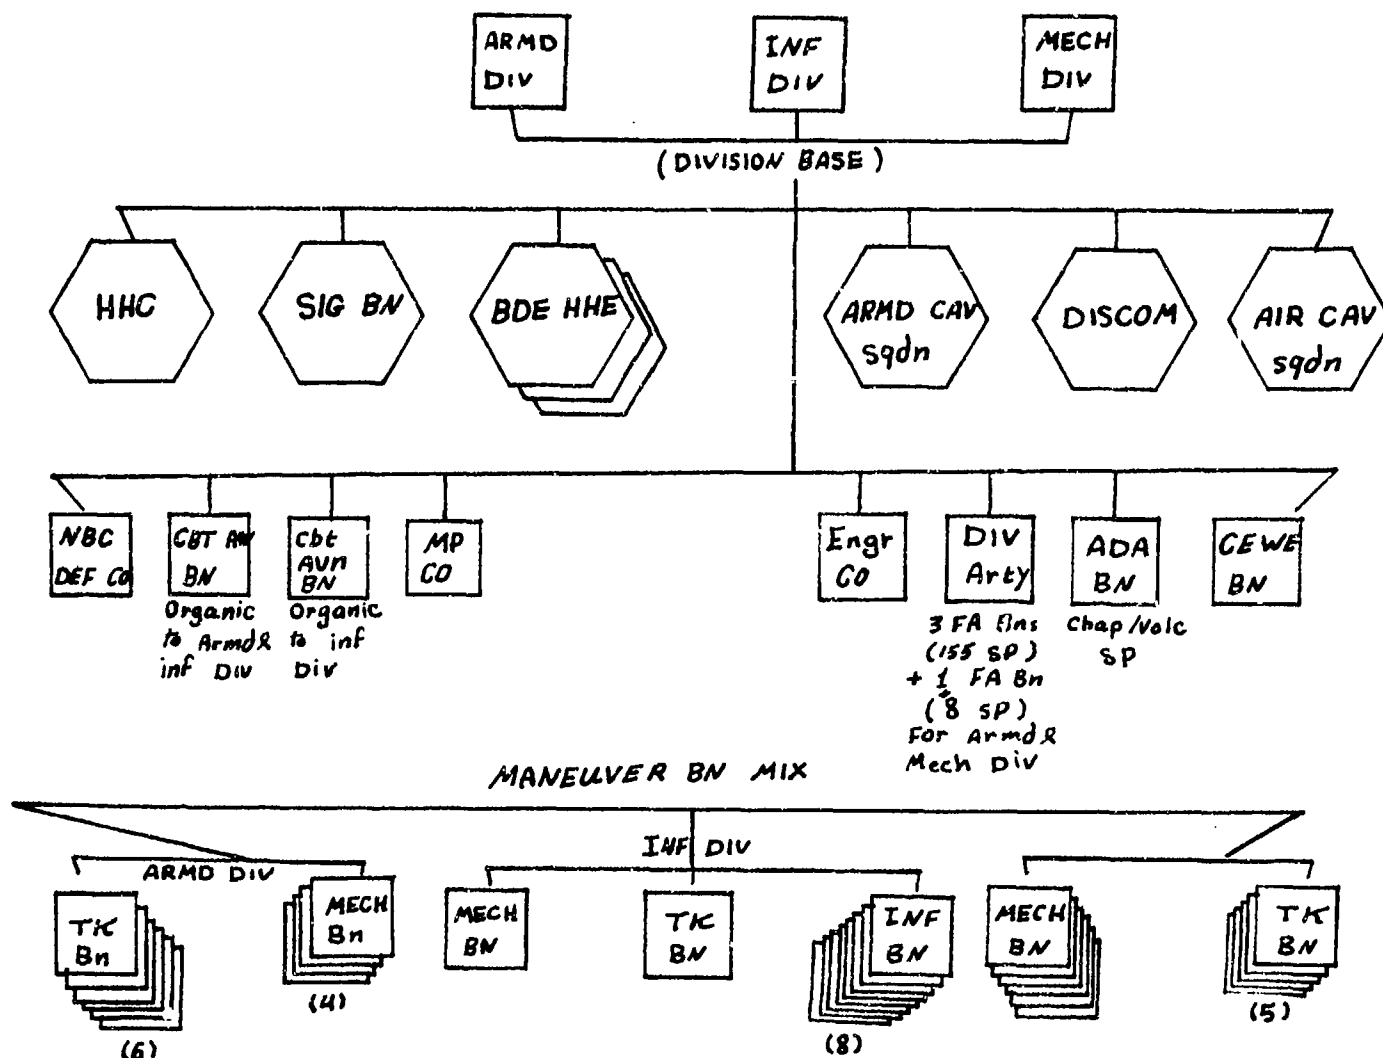 ARMD
DIV
INF
DIV
MECH
DIV
(DIVISION BASE)
HHC
SIG BN
BDE HHE
ARMD CAV
sqdn
DISCOM
AIR CAV
sqdn
NBC
DEF CO
CBT AVN
BN
Organic
to Armd &
inf Div
Cbt
AVn
BN
Organic
to inf
Div
MP
CO
Engr
CO
DIV
Arty
3 FA Bns
(155 SP)
+ 1 FA Bn
(8 SP)
For Armd &
Mech Div
ADA
BN
Chap/Vulc
SP
CEWE
BN
MANEUVER BN MIX
ARMD DIV
TK
Bn
(6)
MECH
Bn
(4)
INF DIV
MECH
BN
TK
BN
INF
BN
(8)
MECH
BN
TK
BN
(5)